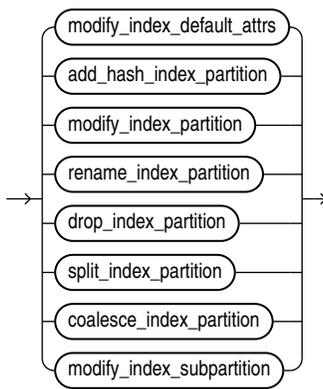 modify_index_default_attrs
add_hash_index_partition
modify_index_partition
rename_index_partition
drop_index_partition
split_index_partition
coalesce_index_partition
modify_index_subpartition